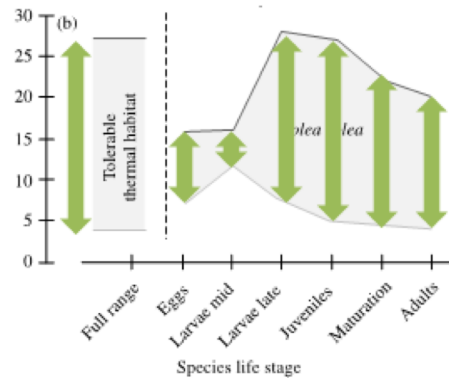 (b)
30
25
20
15
10
5
0
Tolerable
thermal habitat
Full range
Eggs
Larvae mid
Larvae late
Juveniles
Maturation
Adults
Species life stage